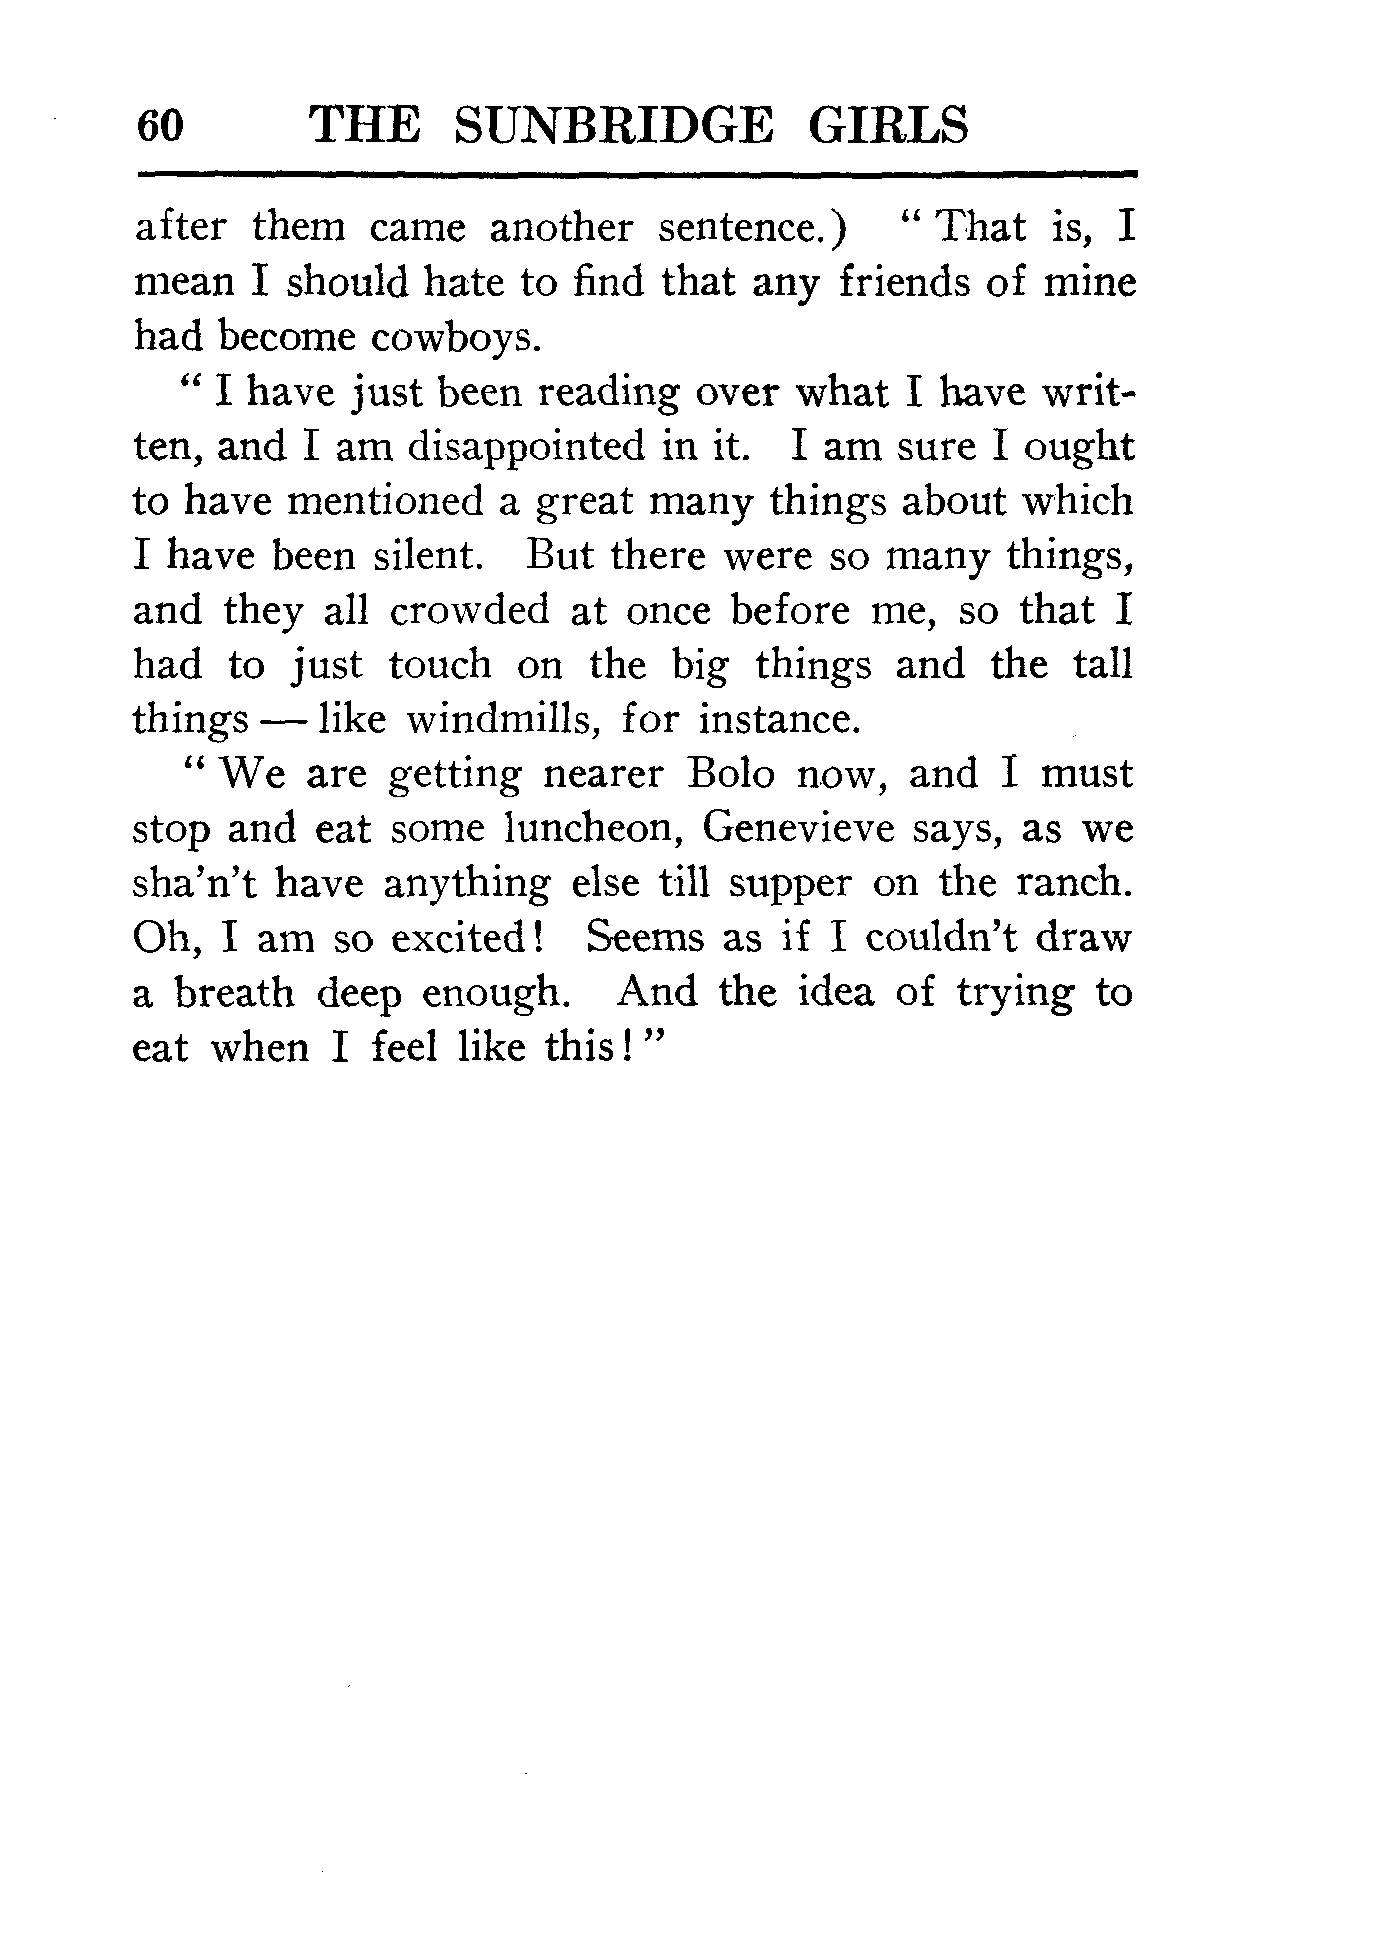 60 THE SUNBRIDGE GIRLS
after them came another sentence.) “ That is, I
mean I should hate to find that any friends of mine
had become cowboys.
“ I have just been reading over what I have writ-
ten, and I am disappointed in it. I am sure I ought
to have mentioned a great many things about which
I have been silent. But there were so many things,
and they all crowded at once before me, so that I
had to just touch on the big things and the tall
things — like windmills, for instance.
“ We are getting nearer Bolo now, and I must
stop and eat some luncheon, Genevieve says, as we
sha’n’t have anything else till supper on the ranch.
Oh, I am so excited! Seems as if I couldn’t draw
a breath deep enough. And the idea of trying to
eat when I feel like this! ”